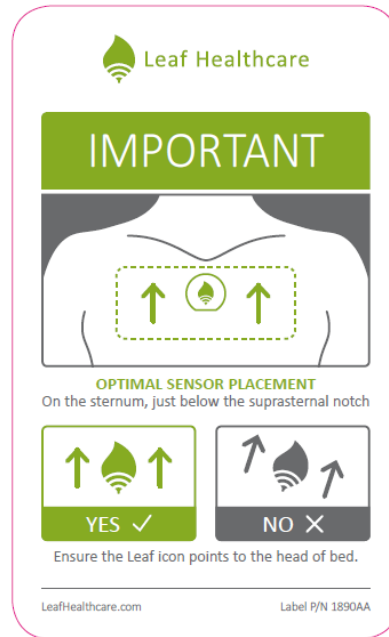 Leaf Healthcare
IMPORTANT
OPTIMAL SENSOR PLACEMENT
On the sternum, just below the suprasternal notch
YES ✓
NO ✕
Ensure the Leaf icon points to the head of bed.
LeafHealthcare.com
Label P/N 1890AA